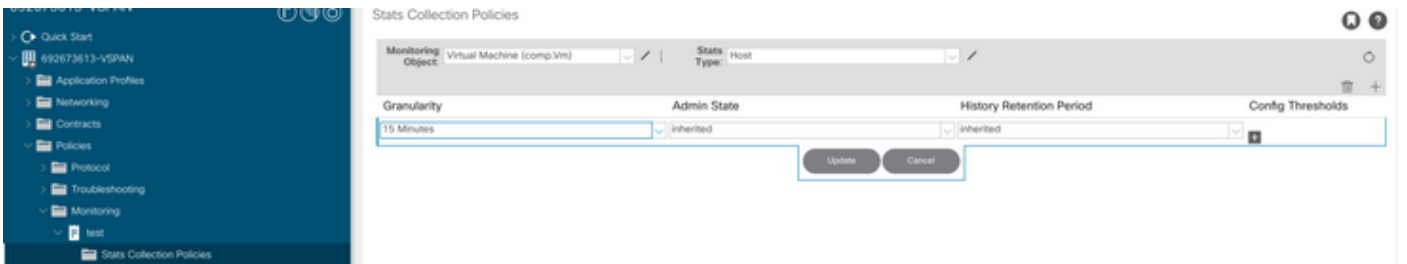 692673613-VSPAN
Stats Collection Policies
Quick Start
692673613-VSPAN
Application Profiles
Networking
Contracts
Policies
Protocol
Troubleshooting
Monitoring
test
Stats Collection Policies
Monitoring Object: Virtual Machine (comp.Vm) Stats Type: Host
Granularity Admin State History Retention Period Config Thresholds
15 Minutes inherited inherited
Update Cancel